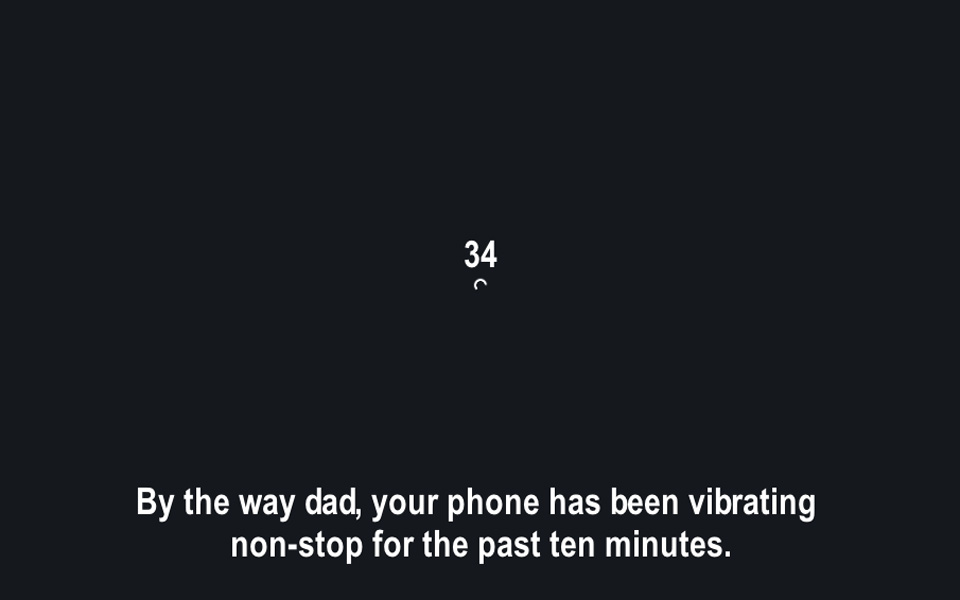 34
By the way dad, your phone has been vibrating
non-stop for the past ten minutes.